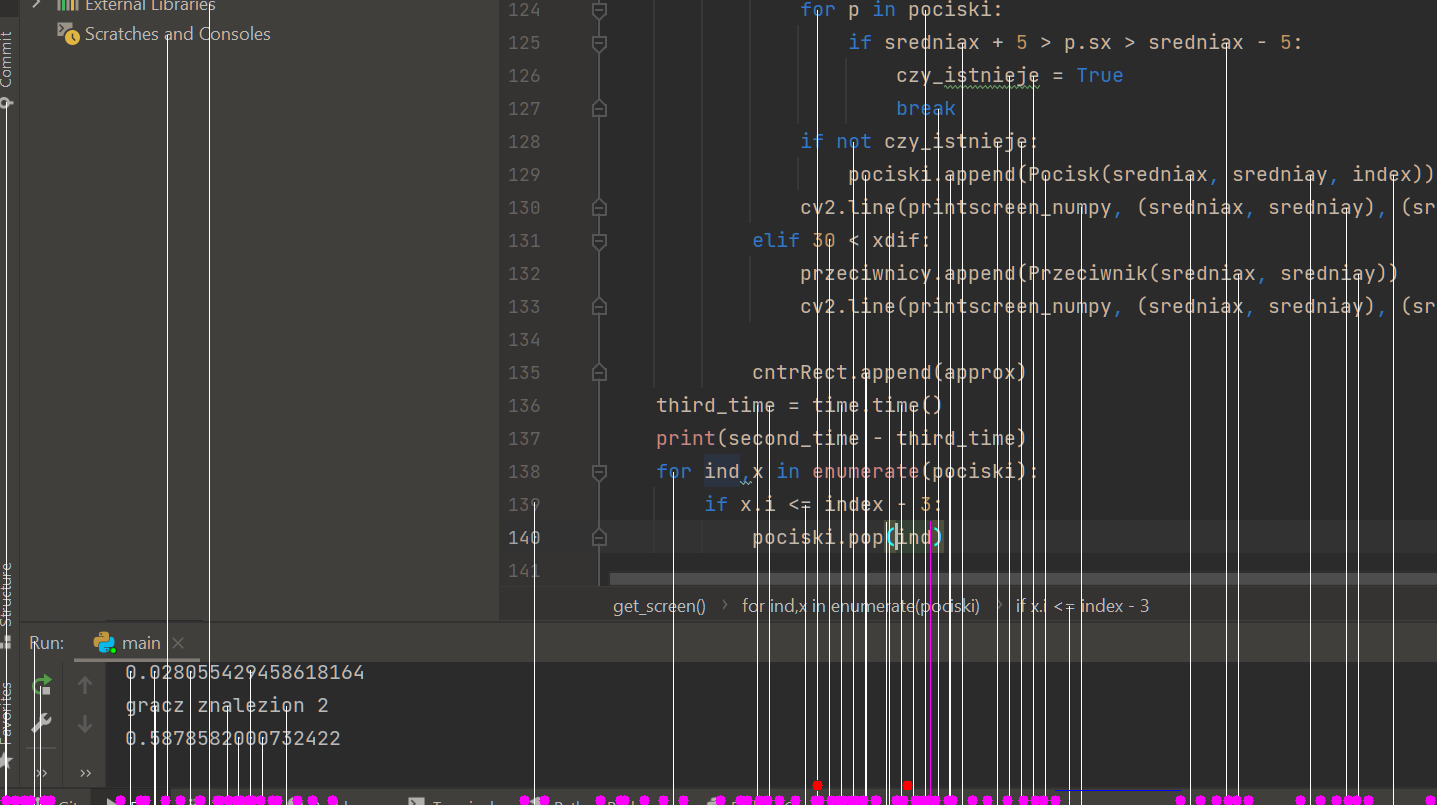 External Libraries
Scratches and Consoles
Commit
Structure
Favorites
124 for p in pociski:
125 if sredniax + 5 > p.sx > sredniax - 5:
126 czy_istnieje = True
127 break
128 if not czy_istnieje:
129 pociski.append(Pocisk(sredniax, sredniay, index))
130 cv2.line(printscreen_numpy, (sredniax, sredniay), (sr
131 elif 30 < xdif:
132 przeciwnicy.append(Przeciwnik(sredniax, sredniay))
133 cv2.line(printscreen_numpy, (sredniax, sredniay), (sr
134
135 cntrRect.append(approx)
136 third_time = time.time()
137 print(second_time - third_time)
138 for ind,x in enumerate(pociski):
139 if x.i <= index - 3:
140 pociski.pop(ind)
141
get_screen() > for ind,x in enumerate(pociski) > if x.i <= index - 3
Run: main
0.028055429458618164
gracz znalezion 2
0.5878582000732422